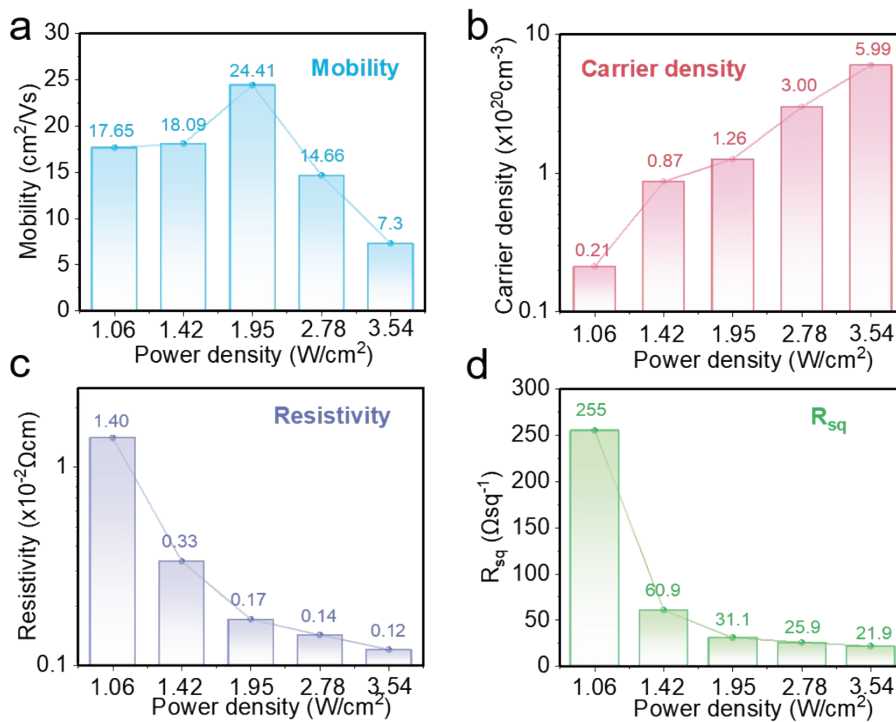 a
Mobility
Mobility (cm²/Vs)
30
25
20
15
10
5
0
17.65
18.09
24.41
14.66
7.3
1.06 1.42 1.95 2.78 3.54
Power density (W/cm²)
b
Carrier density
Carrier density (x10²⁰cm⁻³)
10
1
0.1
0.21
0.87
1.26
3.00
5.99
1.06 1.42 1.95 2.78 3.54
Power density (W/cm²)
c
Resistivity
Resistivity (x10⁻²Ωcm)
1
0.1
1.40
0.33
0.17
0.14
0.12
1.06 1.42 1.95 2.78 3.54
Power density (W/cm²)
d
Rsq
Rsq (Ωsq⁻¹)
300
250
200
150
100
50
0
255
60.9
31.1
25.9
21.9
1.06 1.42 1.95 2.78 3.54
Power density (W/cm²)